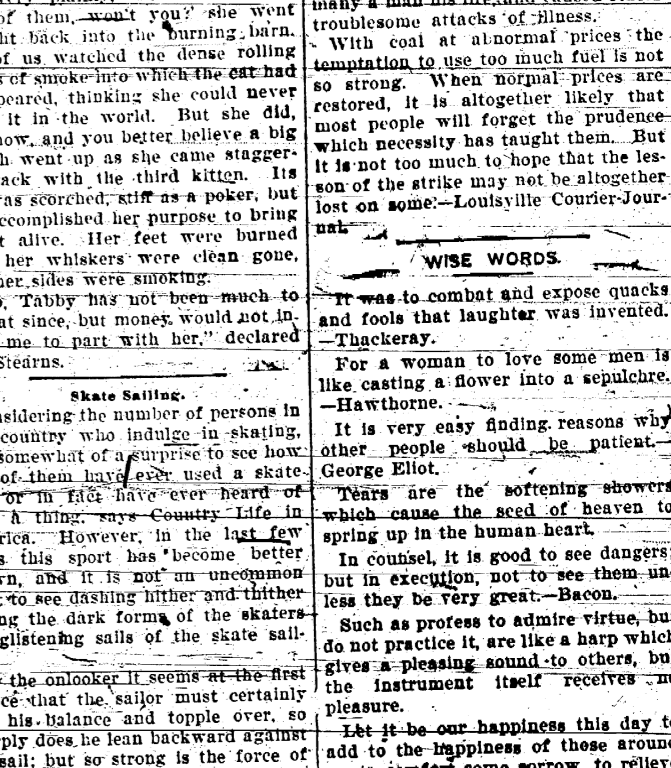 of them, won't you?' she went
ht back into the burning barn.
of us watched the dense rolling
s of smoke into which the cat had
peared, thinking she could never
it in the world. But she did,
now, and you better believe a big
h went up as she came stagger-
ack with the third kitten. Its
as scorched, stiff as a poker, but
ccomplished her purpose to bring
t alive. Her feet were burned
her whiskers were clean gone,
her sides were smoking.
o, Tabby has not been much to
at since, but money would not in-
me to part with her," declared
Stearns.
Skate Sailing.
nsidering the number of persons in
country who indulge in skating,
somewhat of a surprise to see how
of them have ever used a skate-
or in fact have ever heard of
a thing, says Country Life in
rica. However, in the last few
s this sport has become better
wn, and it is not an uncommon
t to see dashing hither and thither
ng the dark forms of the skaters
glistening sails of the skate sail-
the onlooker it seems at the first
ce that the sailor must certainly
his balance and topple over, so
ply does he lean backward against
sail; but so strong is the force of
many a man his life, and
troublesome attacks of illness.
With coal at abnormal prices the
temptation to use too much fuel is not
so strong. When normal prices are
restored, it is altogether likely that
most people will forget the prudence
which necessity has taught them. But
it is not too much to hope that the les-
son of the strike may not be altogether
lost on some.—Louisville Courier-Jour-
nal.
WISE WORDS.
It was to combat and expose quacks
and fools that laughter was invented.
—Thackeray.
For a woman to love some men is
like casting a flower into a sepulchre.
—Hawthorne.
It is very easy finding reasons why
other people should be patient.—
George Eliot.
Tears are the softening showers
which cause the seed of heaven to
spring up in the human heart.
In counsel, it is good to see dangers;
but in execution, not to see them un
less they be very great.—Bacon.
Such as profess to admire virtue, bu
do not practice it, are like a harp which
gives a pleasing sound to others, bu
the instrument itself receives n
pleasure.
Let it be our happiness this day t
add to the happiness of those aroun
some sorrow, to reliev